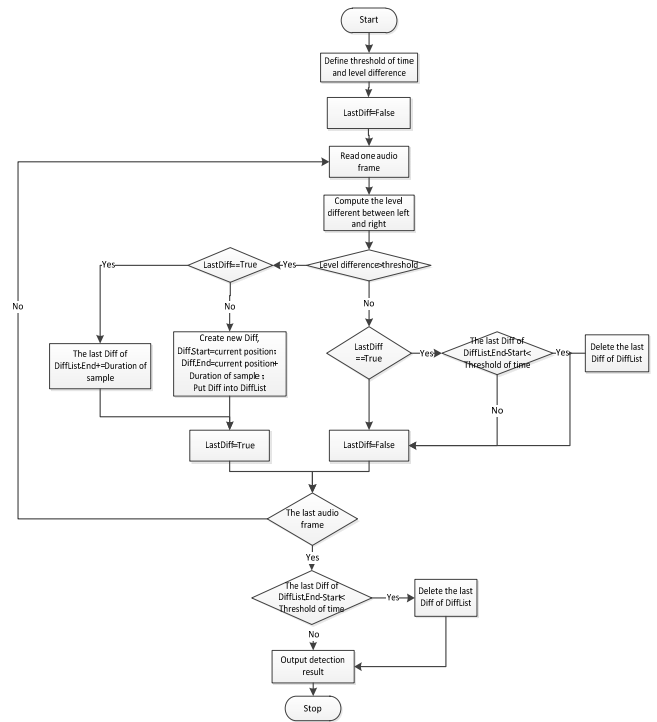 Start
Define threshold of time
and level difference
LastDiff=False
Read one audio
frame
Compute the level
different between left
and right
Level difference>threshold
Yes
LastDiff==True
Yes
No
No
No
The last Diff of
DiffList.End+=Duration of
sample
Create new Diff,
Diff.Start=current position;
Diff.End=current position+
Duration of sample;
Put Diff into DiffList
LastDiff
==True
Yes
The last Diff of
DiffList.End-Start<
Threshold of time
Yes
Delete the last
Diff of DiffList
No
LastDiff=True
LastDiff=False
The last audio
frame
Yes
The last Diff of
DiffList.End-Start<
Threshold of time
Yes
Delete the last
Diff of DiffList
No
Output detection
result
Stop